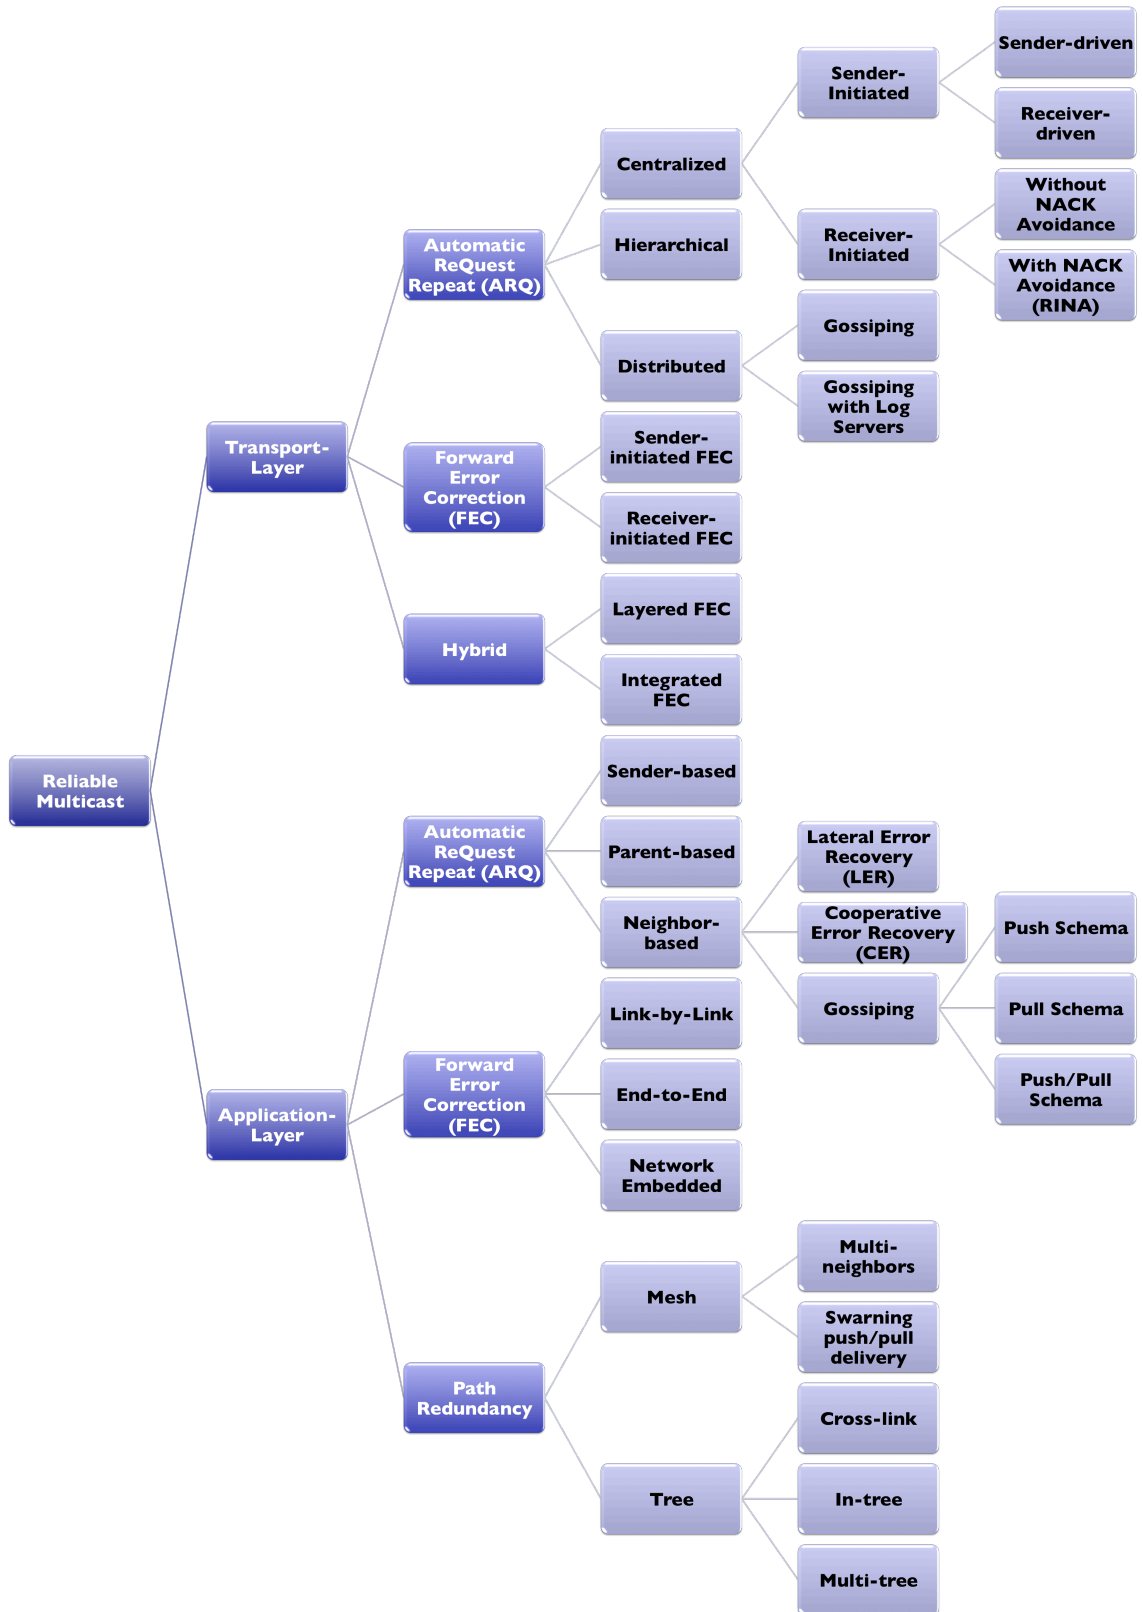 Reliable
Multicast
Transport-
Layer
Automatic
ReQuest
Repeat (ARQ)
Centralized
Sender-
Initiated
Sender-driven
Receiver-
driven
Receiver-
Initiated
Without
NACK
Avoidance
With NACK
Avoidance
(RINA)
Hierarchical
Distributed
Gossiping
Gossiping
with Log
Servers
Forward
Error
Correction
(FEC)
Sender-
initiated FEC
Receiver-
initiated FEC
Hybrid
Layered FEC
Integrated
FEC
Application-
Layer
Automatic
ReQuest
Repeat (ARQ)
Sender-based
Parent-based
Neighbor-
based
Lateral Error
Recovery
(LER)
Cooperative
Error Recovery
(CER)
Gossiping
Push Schema
Pull Schema
Push/Pull
Schema
Forward
Error
Correction
(FEC)
Link-by-Link
End-to-End
Network
Embedded
Path
Redundancy
Mesh
Multi-
neighbors
Swarning
push/pull
delivery
Tree
Cross-link
In-tree
Multi-tree